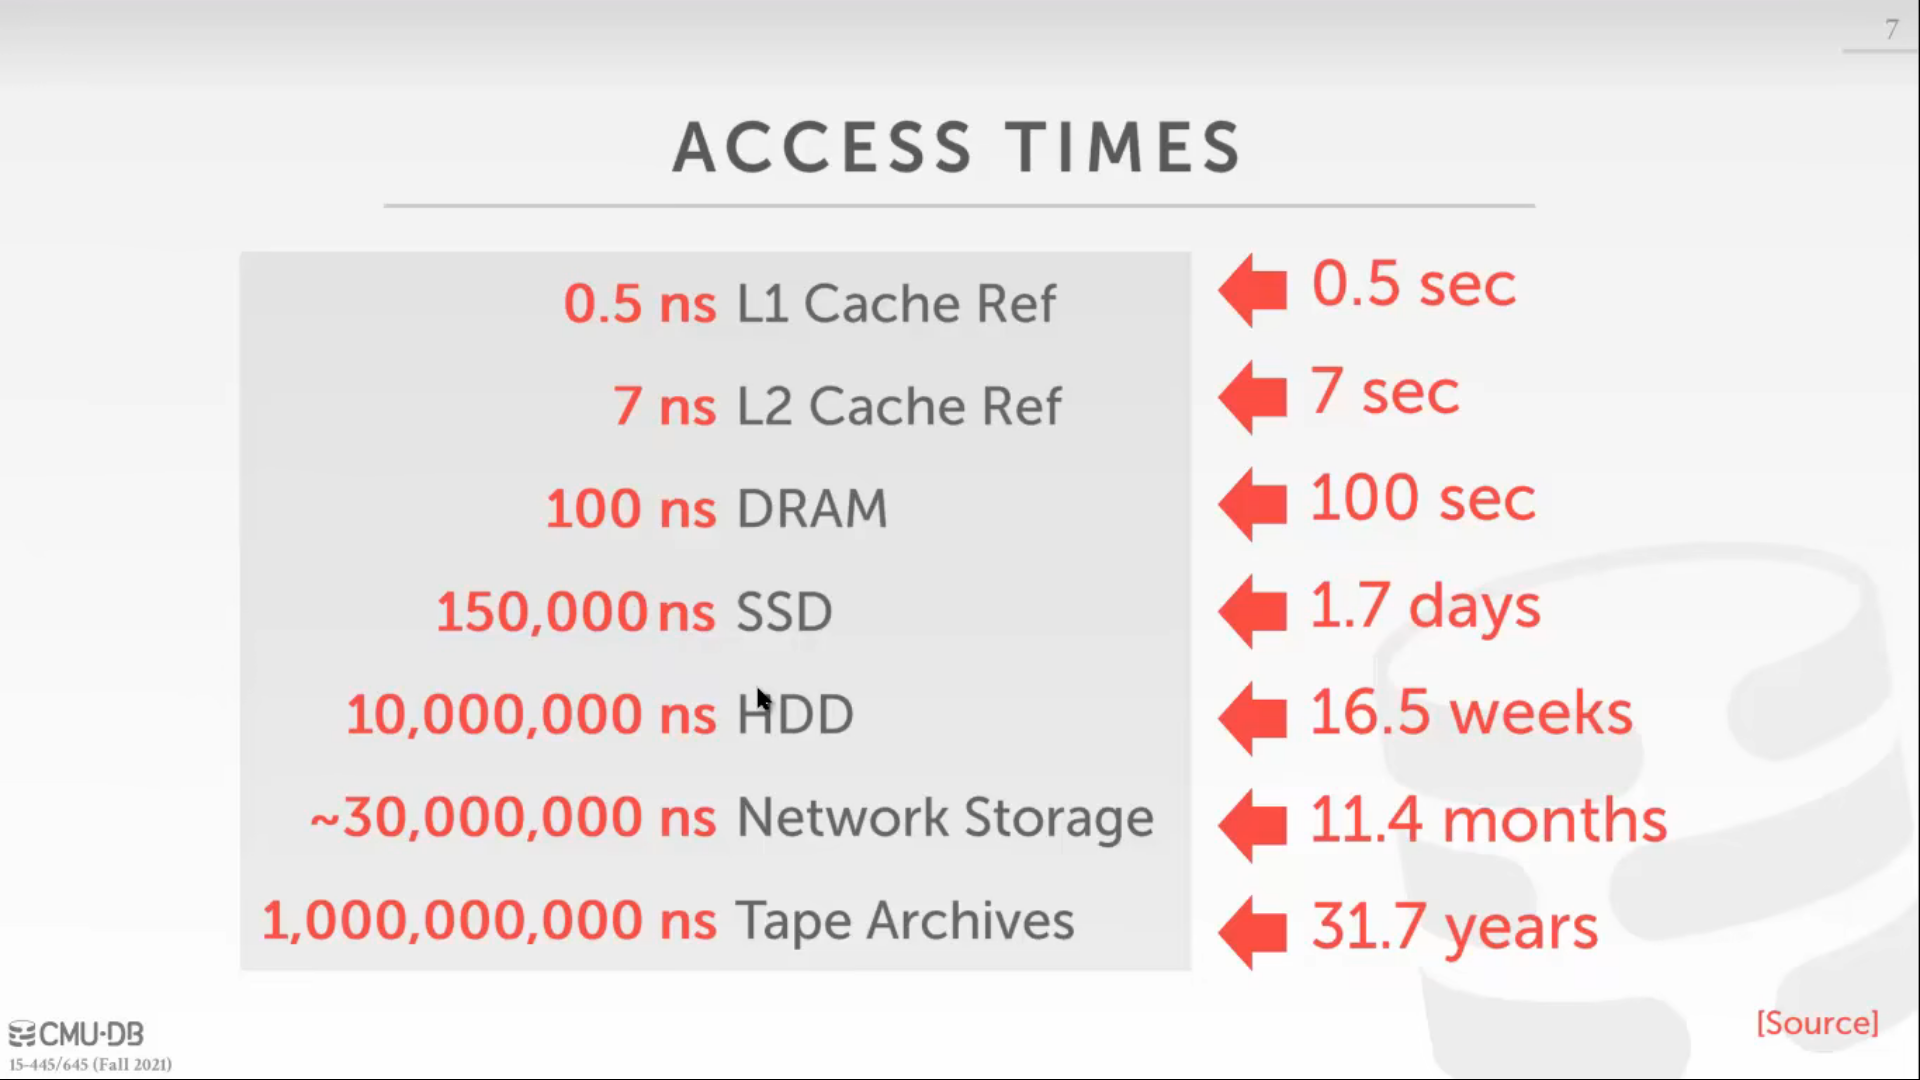 7
ACCESS TIMES
0.5 ns L1 Cache Ref 0.5 sec
7 ns L2 Cache Ref 7 sec
100 ns DRAM 100 sec
150,000 ns SSD 1.7 days
10,000,000 ns HDD 16.5 weeks
~30,000,000 ns Network Storage 11.4 months
1,000,000,000 ns Tape Archives 31.7 years
[Source]
CMU·DB
15-445/645 (Fall 2021)